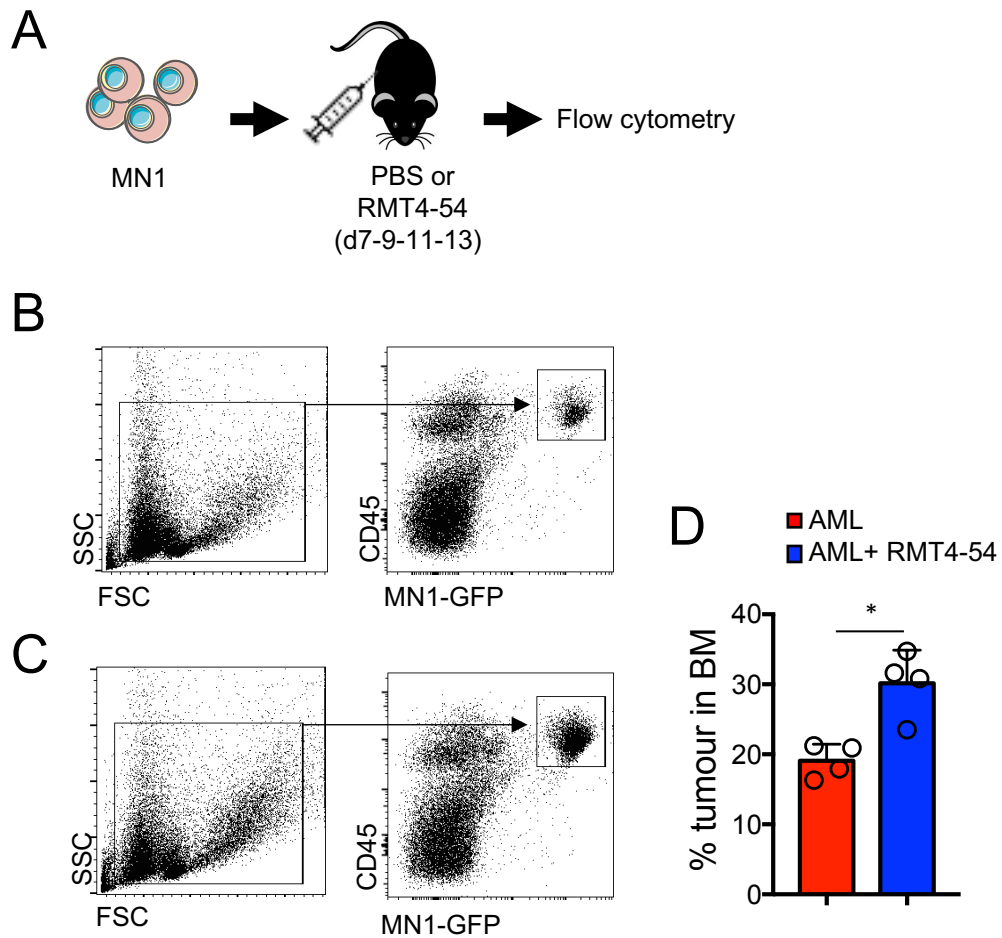 A
MN1
PBS or
RMT4-54
(d7-9-11-13)
Flow cytometry
B
SSC
FSC
CD45
MN1-GFP
C
SSC
FSC
CD45
MN1-GFP
D
AML
AML+ RMT4-54
% tumour in BM
40
30
20
10
0
*